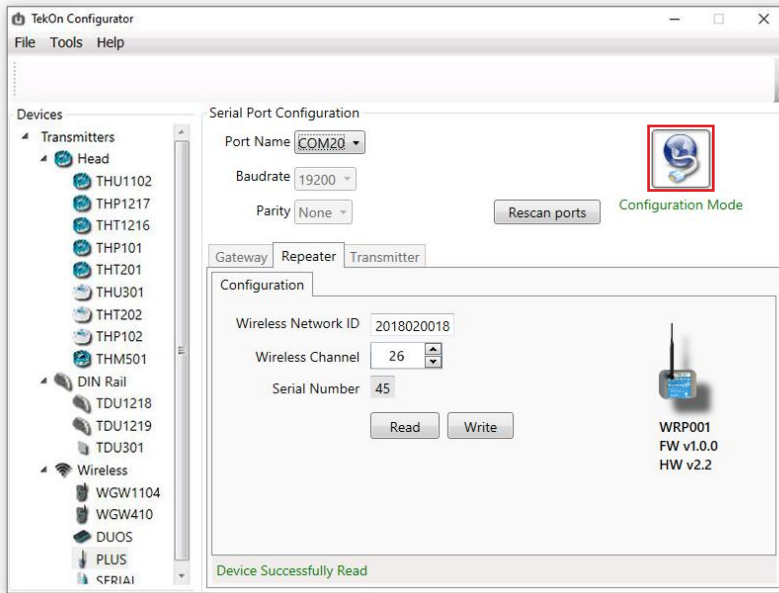 TekOn Configurator
File Tools Help
Devices
Transmitters
Head
THU1102
THP1217
THT1216
THP101
THT201
THU301
THT202
THP102
THM501
DIN Rail
TDU1218
TDU1219
TDU301
Wireless
WGW1104
WGW410
DUOS
PLUS
SERIAL
Serial Port Configuration
Port Name COM20
Baudrate 19200
Parity None
Rescan ports
Configuration Mode
Gateway Repeater Transmitter
Configuration
Wireless Network ID 2018020018
Wireless Channel 26
Serial Number 45
Read Write
WRP001
FW v1.0.0
HW v2.2
Device Successfully Read